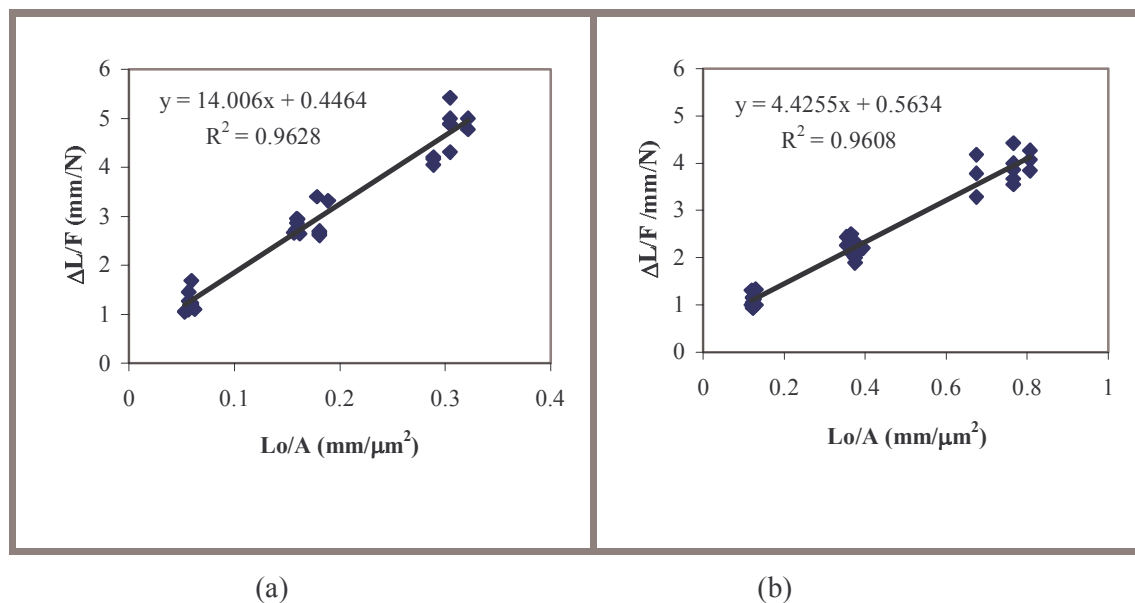 6
5
4
3
2
1
0
ΔL/F (mm/N)
y = 14.006x + 0.4464
R² = 0.9628
0 0.1 0.2 0.3 0.4
Lo/A (mm/μm²)
(a)
6
5
4
3
2
1
0
ΔL/F /mm/N)
y = 4.4255x + 0.5634
R² = 0.9608
0 0.2 0.4 0.6 0.8 1
Lo/A (mm/μm²)
(b)